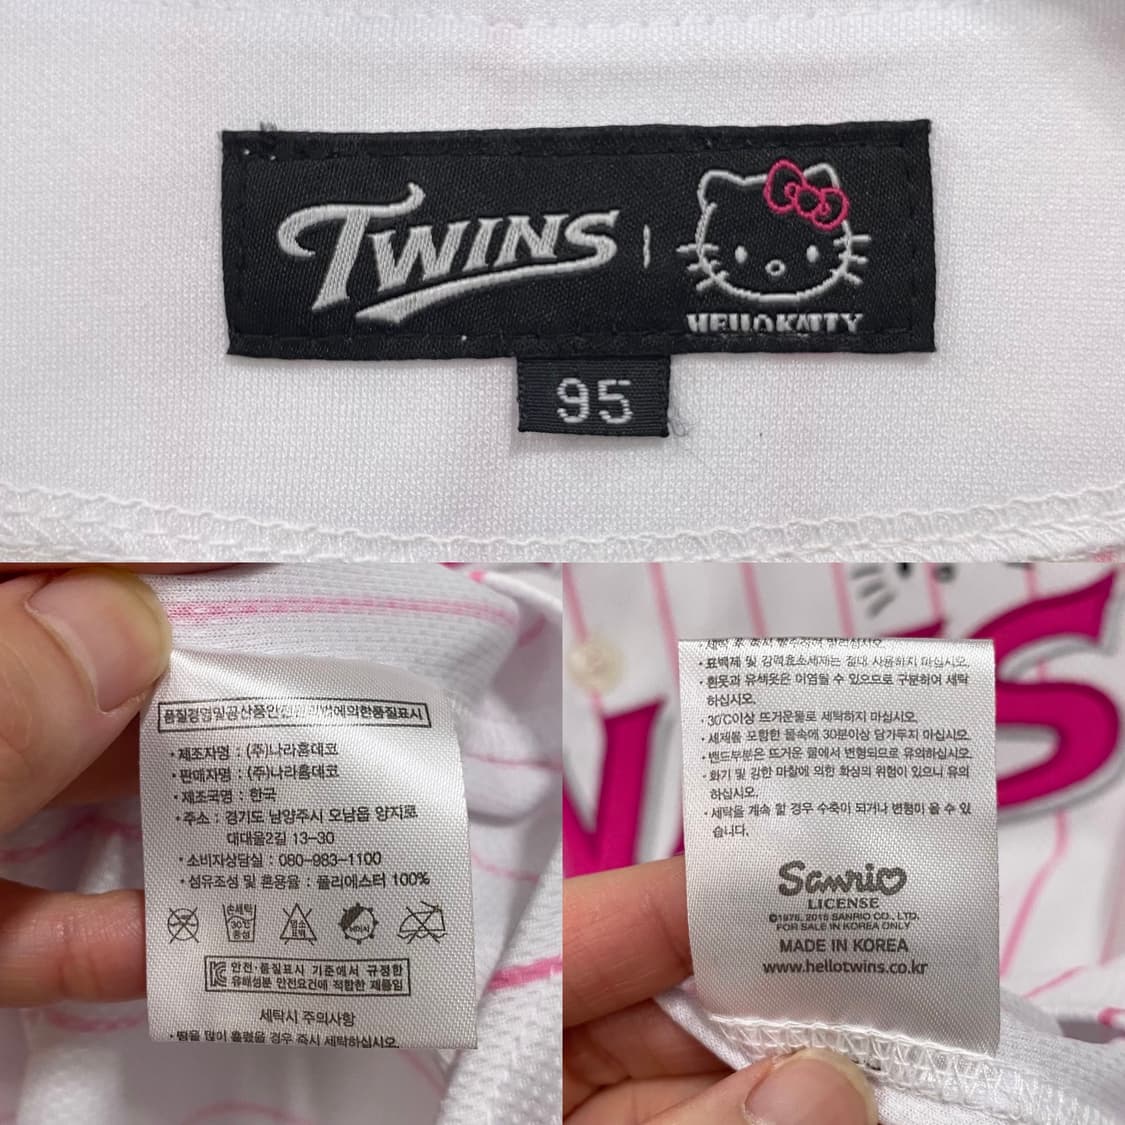 TWINS
HELLO KITTY
95
품질경영및공산품안전관리법에의한품질표시
·제조자명 : (주)나라홈데코
·판매자명 : (주)나라홈데코
·제조국명 : 한국
·주소 : 경기도 남양주시 오남읍 양지로
대대울2길 13-30
·소비자상담실 : 080-983-1100
·섬유조성 및 혼용율 : 폴리에스터 100%
손세탁
30℃
중성
염소
표백
안전·품질표시 기준에서 규정한
유해성분 안전요건에 적합한 제품임
세탁시 주의사항
·땀을 많이 흘렸을 경우 즉시 세탁하십시오.
·표백제 및 강력효소세제는 절대 사용하지 마십시오.
·흰옷과 유색옷은 이염될 수 있으므로 구분하여 세탁
하십시오.
·30℃이상 뜨거운물로 세탁하지 마십시오.
·세제를 포함한 물속에 30분이상 담가두지 마십시오.
·밴드부분은 뜨거운 물에서 변형되므로 유의하십시오.
·화기 및 강한 마찰에 의한 화상의 위험이 있으니 유의
하십시오.
·세탁을 계속 할 경우 수축이 되거나 변형이 올 수 있
습니다.
Sanrio
LICENSE
©1976, 2015 SANRIO CO., LTD.
FOR SALE IN KOREA ONLY
MADE IN KOREA
www.hellotwins.co.kr